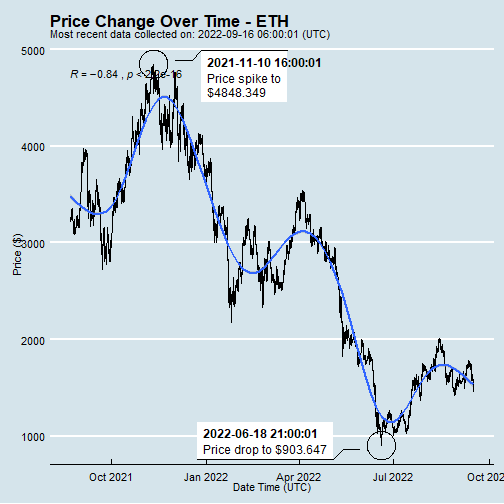 Price Change Over Time - ETH
Most recent data collected on: 2022-09-16 06:00:01 (UTC)
5000
2021-11-10 16:00:01
Price spike to
$4848.349
R = −0.84 , p < 2.2e-16
4000
3000
Price ($)
2000
2022-06-18 21:00:01
Price drop to $903.647
1000
Oct 2021
Jan 2022
Apr 2022
Jul 2022
Oct 202
Date Time (UTC)